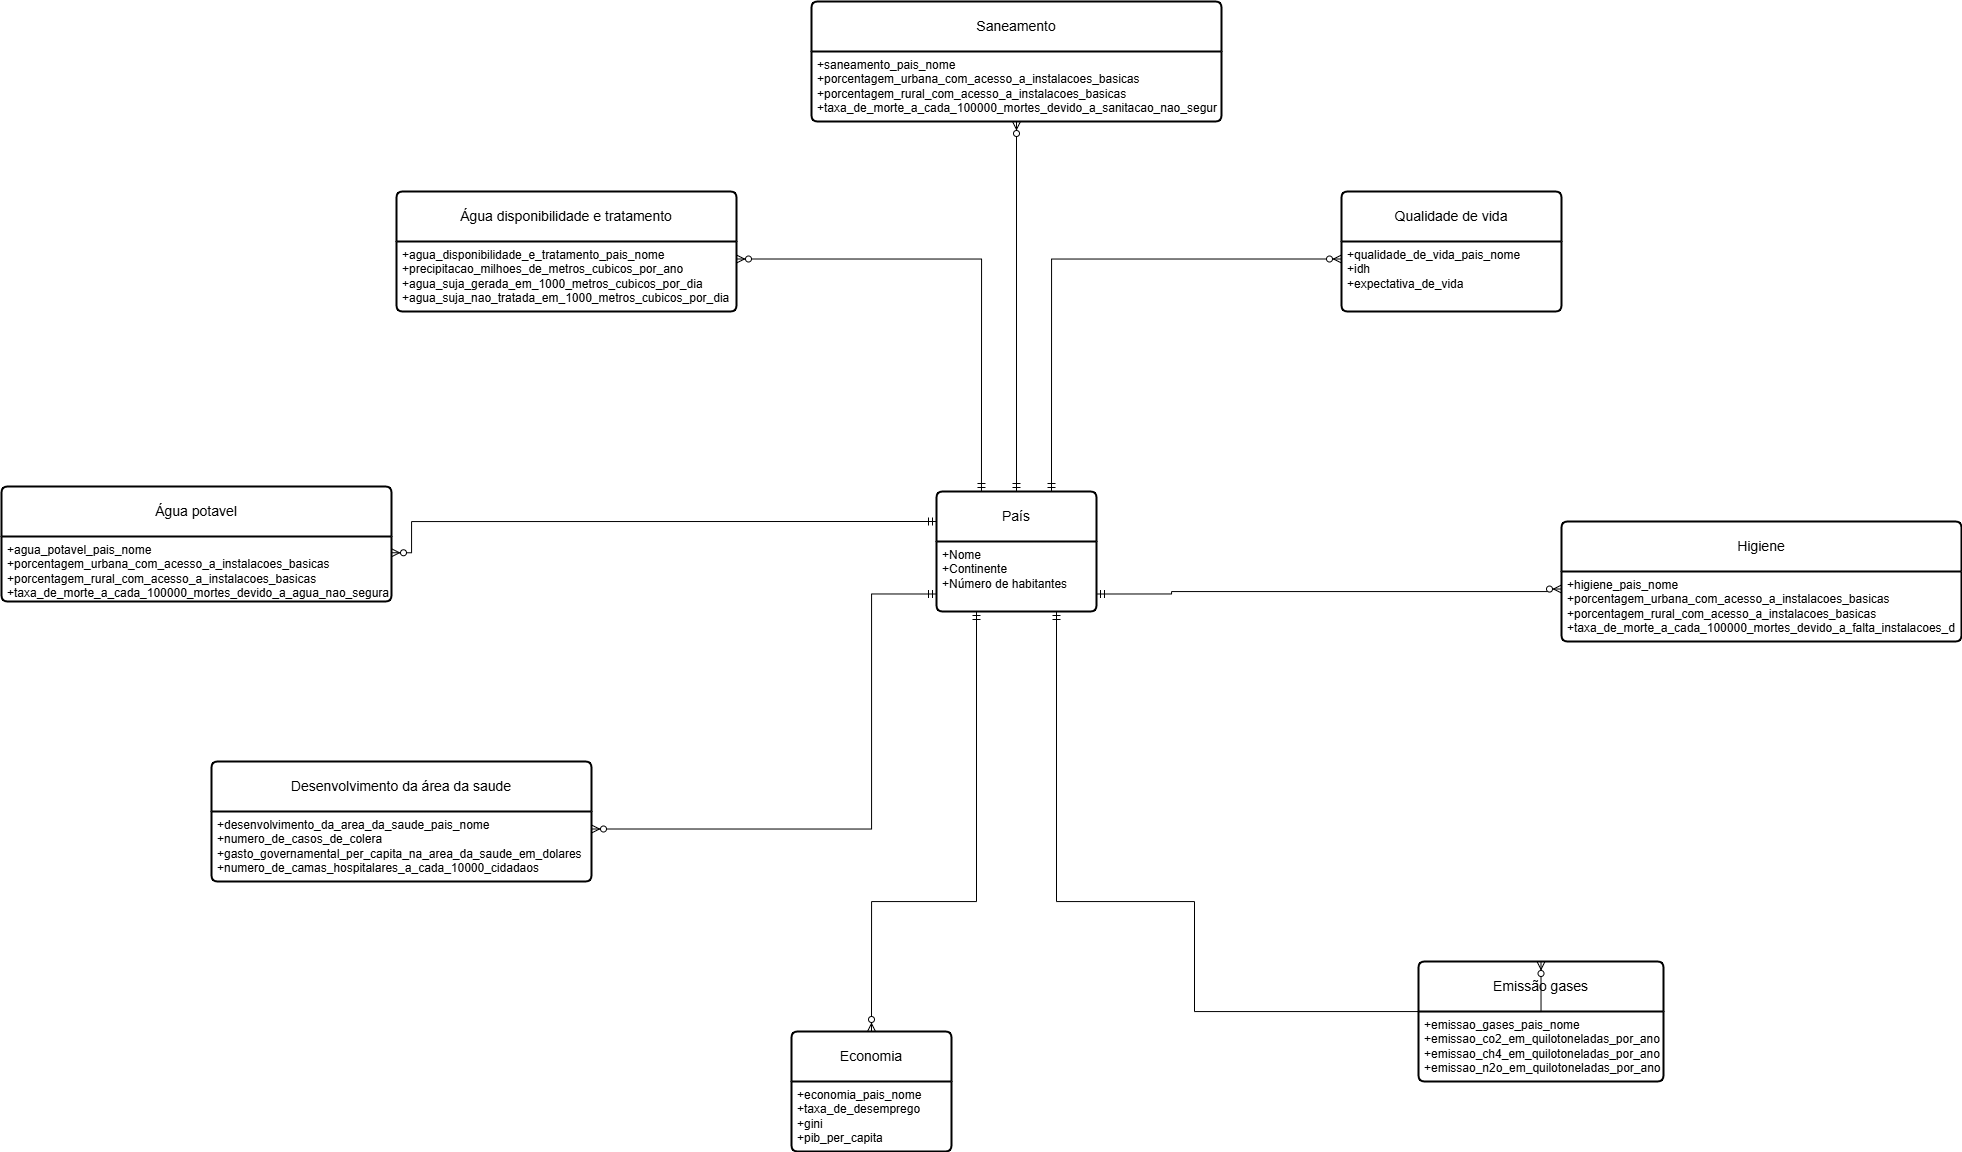 Saneamento
+saneamento_pais_nome
+porcentagem_urbana_com_acesso_a_instalacoes_basicas
+porcentagem_rural_com_acesso_a_instalacoes_basicas
+taxa_de_morte_a_cada_100000_mortes_devido_a_sanitacao_nao_segur
Água disponibilidade e tratamento
+agua_disponibilidade_e_tratamento_pais_nome
+precipitacao_milhoes_de_metros_cubicos_por_ano
+agua_suja_gerada_em_1000_metros_cubicos_por_dia
+agua_suja_nao_tratada_em_1000_metros_cubicos_por_dia
Qualidade de vida
+qualidade_de_vida_pais_nome
+idh
+expectativa_de_vida
Água potavel
+agua_potavel_pais_nome
+porcentagem_urbana_com_acesso_a_instalacoes_basicas
+porcentagem_rural_com_acesso_a_instalacoes_basicas
+taxa_de_morte_a_cada_100000_mortes_devido_a_agua_nao_segura
País
+Nome
+Continente
+Número de habitantes
Higiene
+higiene_pais_nome
+porcentagem_urbana_com_acesso_a_instalacoes_basicas
+porcentagem_rural_com_acesso_a_instalacoes_basicas
+taxa_de_morte_a_cada_100000_mortes_devido_a_falta_instalacoes_d
Desenvolvimento da área da saude
+desenvolvimento_da_area_da_saude_pais_nome
+numero_de_casos_de_colera
+gasto_governamental_per_capita_na_area_da_saude_em_dolares
+numero_de_camas_hospitalares_a_cada_10000_cidadaos
Economia
+economia_pais_nome
+taxa_de_desemprego
+gini
+pib_per_capita
Emissão gases
+emissao_gases_pais_nome
+emissao_co2_em_quilotoneladas_por_ano
+emissao_ch4_em_quilotoneladas_por_ano
+emissao_n2o_em_quilotoneladas_por_ano